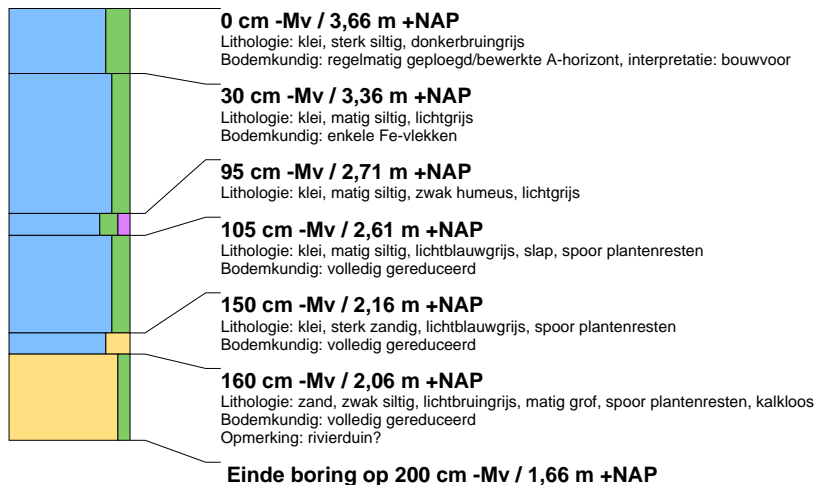 0 cm -Mv / 3,66 m +NAP
Lithologie: klei, sterk siltig, donkerbruingrijs
Bodemkundig: regelmatig geploegd/bewerkte A-horizont, interpretatie: bouwvoor
30 cm -Mv / 3,36 m +NAP
Lithologie: klei, matig siltig, lichtgrijs
Bodemkundig: enkele Fe-vlekken
95 cm -Mv / 2,71 m +NAP
Lithologie: klei, matig siltig, zwak humeus, lichtgrijs
105 cm -Mv / 2,61 m +NAP
Lithologie: klei, matig siltig, lichtblauwgrijs, slap, spoor plantenresten
Bodemkundig: volledig gereduceerd
150 cm -Mv / 2,16 m +NAP
Lithologie: klei, sterk zandig, lichtblauwgrijs, spoor plantenresten
Bodemkundig: volledig gereduceerd
160 cm -Mv / 2,06 m +NAP
Lithologie: zand, zwak siltig, lichtbruingrijs, matig grof, spoor plantenresten, kalkloos
Bodemkundig: volledig gereduceerd
Opmerking: rivierduin?
Einde boring op 200 cm -Mv / 1,66 m +NAP